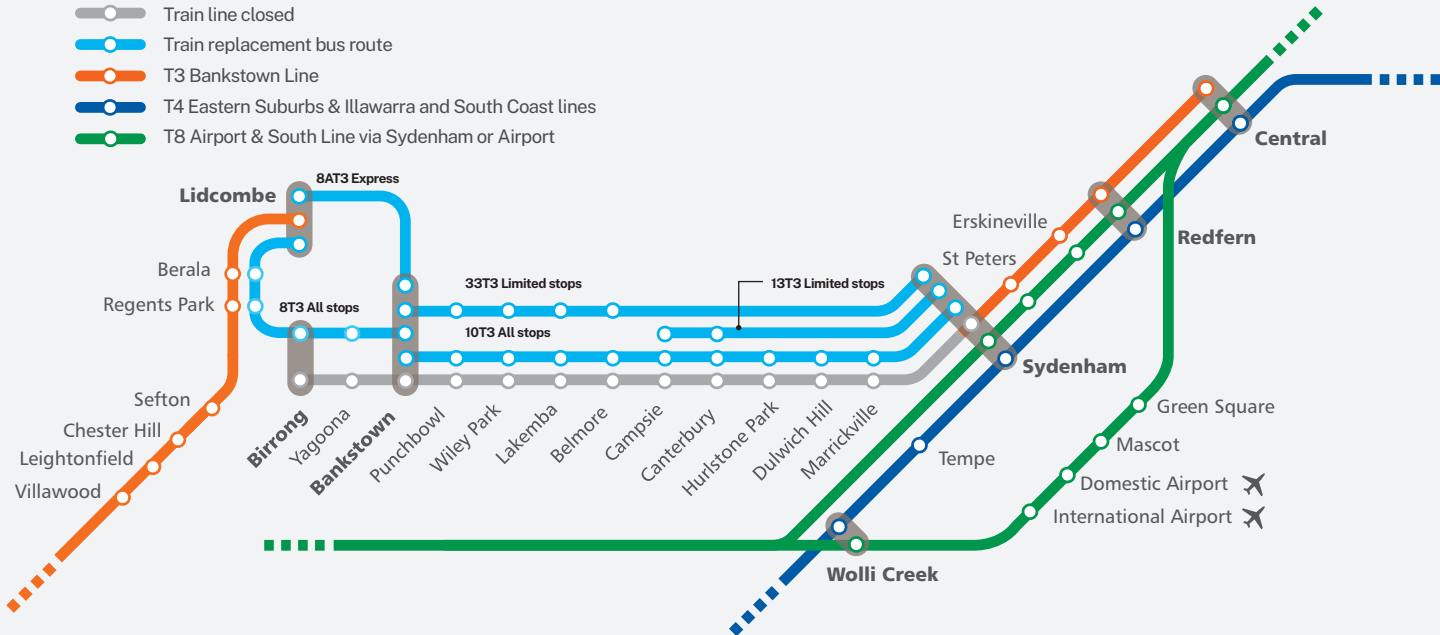 Train line closed
Train replacement bus route
T3 Bankstown Line
T4 Eastern Suburbs & Illawarra and South Coast lines
T8 Airport & South Line via Sydenham or Airport
Central
8AT3 Express
Lidcombe
Erskineville
Redfern
St Peters
Berala
33T3 Limited stops
13T3 Limited stops
Regents Park
8T3 All stops
10T3 All stops
Sydenham
Sefton
Green Square
Chester Hill
Birrong
Yagoona
Bankstown
Punchbowl
Wiley Park
Lakemba
Belmore
Campsie
Canterbury
Hurlstone Park
Dulwich Hill
Marrickville
Mascot
Leightonfield
Tempe
Domestic Airport
Villawood
International Airport
Wolli Creek